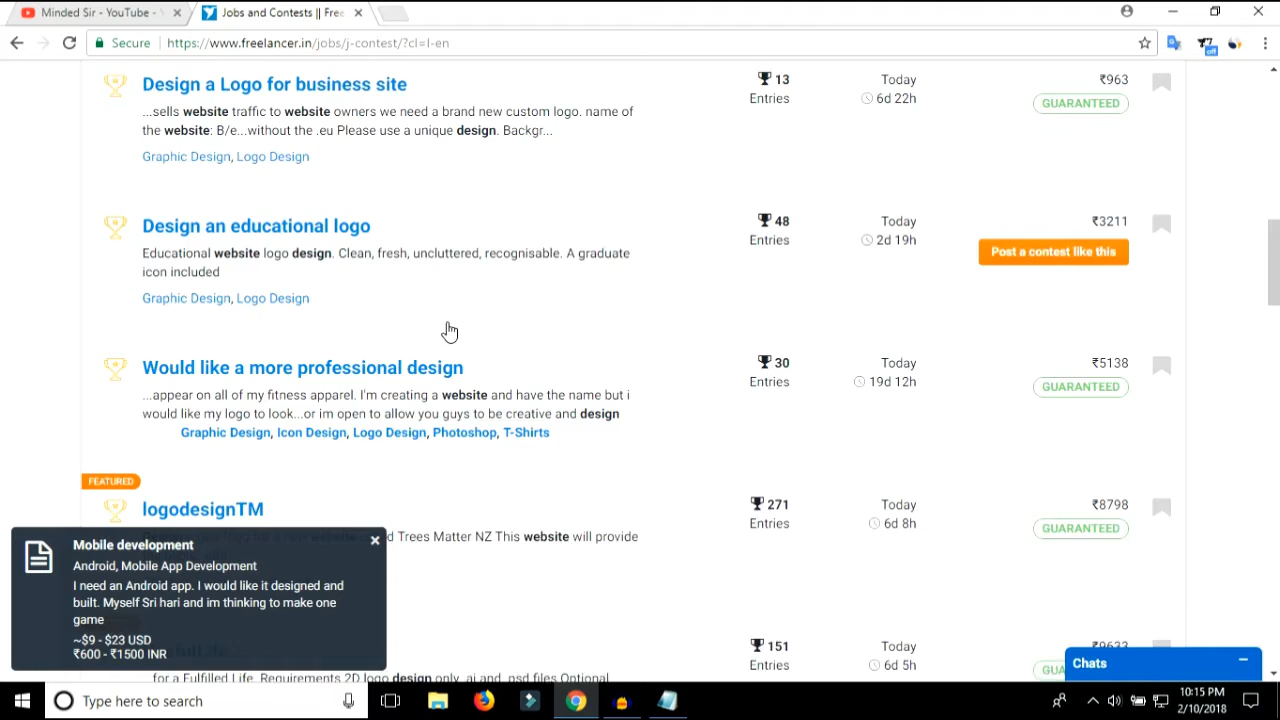 Minded Sir - YouTube -
Jobs and Contests || Free
Secure
https://www.freelancer.in/jobs/j-contest/?cl=l-en
off
Design a Logo for business site
13
Entries
Today
6d 22h
₹963
GUARANTEED
...sells website traffic to website owners we need a brand new custom logo. name of
the website: B/e...without the .eu Please use a unique design. Backgr...
Graphic Design, Logo Design
Design an educational logo
48
Entries
Today
2d 19h
₹3211
Post a contest like this
Educational website logo design. Clean, fresh, uncluttered, recognisable. A graduate
icon included
Graphic Design, Logo Design
Would like a more professional design
30
Entries
Today
19d 12h
₹5138
GUARANTEED
...appear on all of my fitness apparel. I'm creating a website and have the name but i
would like my logo to look...or im open to allow you guys to be creative and design
Graphic Design, Icon Design, Logo Design, Photoshop, T-Shirts
FEATURED
logodesignTM
271
Entries
Today
6d 8h
₹8798
GUARANTEED
d Trees Matter NZ This website will provide
Mobile development
Android, Mobile App Development
I need an Android app. I would like it designed and
built. Myself Sri hari and im thinking to make one
game
~$9 - $23 USD
₹600 - ₹1500 INR
151
Entries
Today
6d 5h
₹9633
GUA
for a Fulfilled Life. Requirements 2D logo design only .ai and .psd files Optional
Chats
Type here to search
10:15 PM
2/10/2018